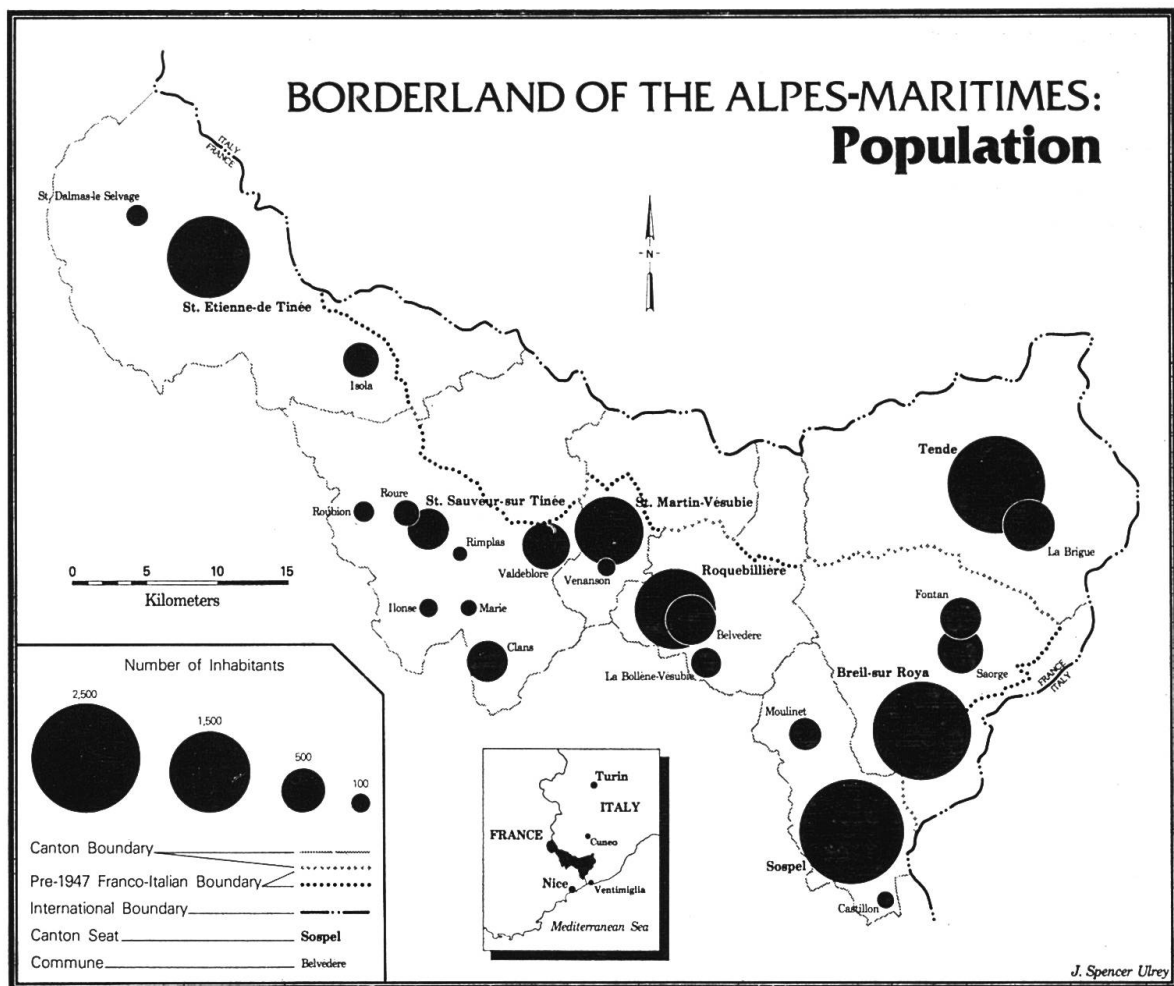 BORDERLAND OF THE ALPES-MARITIMES:
Population
ITALY
FRANCE
St. Dalmas-le Selvage
St. Etienne-de Tinée
- N -
Isola
Tende
La Brigue
Roure
Roubion
St. Sauveur-sur Tinée
St. Martin-Vésubie
Rimplas
Valdeblore
Venanson
Roquebillière
Ilonse
Marie
Belvedere
Clans
La Bollène-Vésubie
Fontan
Saorge
FRANCE
ITALY
Breil-sur Roya
Moulinet
Sospel
Castillon
0 5 10 15
Kilometers
Number of Inhabitants
2,500
1,500
500
100
Canton Boundary
Pre-1947 Franco-Italian Boundary
International Boundary
Canton Seat Sospel
Commune Belvedere
Turin
ITALY
FRANCE
Cuneo
Nice
Ventimiglia
Mediterranean Sea
J. Spencer Ulrey